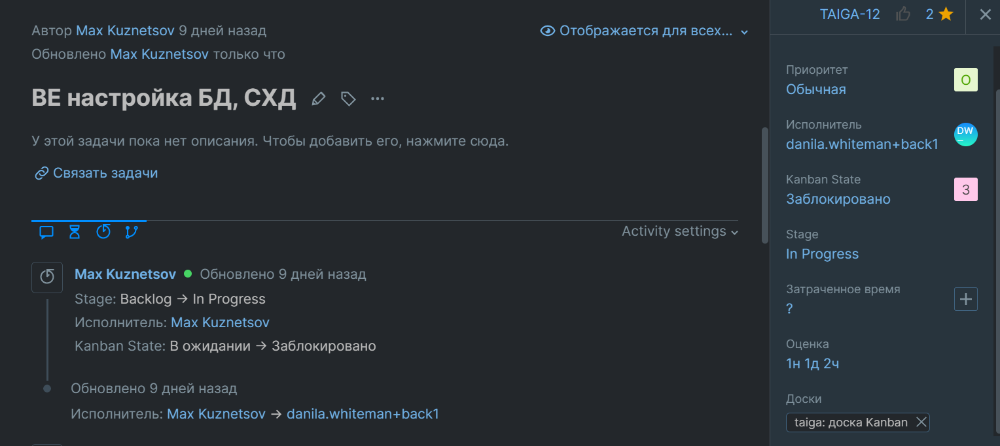 Автор Max Kuznetsov 9 дней назад
Отображается для всех...
Обновлено Max Kuznetsov только что
BE настройка БД, СХД
У этой задачи пока нет описания. Чтобы добавить его, нажмите сюда.
Связать задачи
Activity settings
Max Kuznetsov Обновлено 9 дней назад
Stage: Backlog → In Progress
Исполнитель: Max Kuznetsov
Kanban State: В ожидании → Заблокировано
Обновлено 9 дней назад
Исполнитель: Max Kuznetsov → danila.whiteman+back1
TAIGA-12 2
Приоритет
Обычная
О
Исполнитель
danila.whiteman+back1
DW
Kanban State
Заблокировано
З
Stage
In Progress
Затраченное время
?
Оценка
1н 1д 2ч
Доски
taiga: доска Kanban